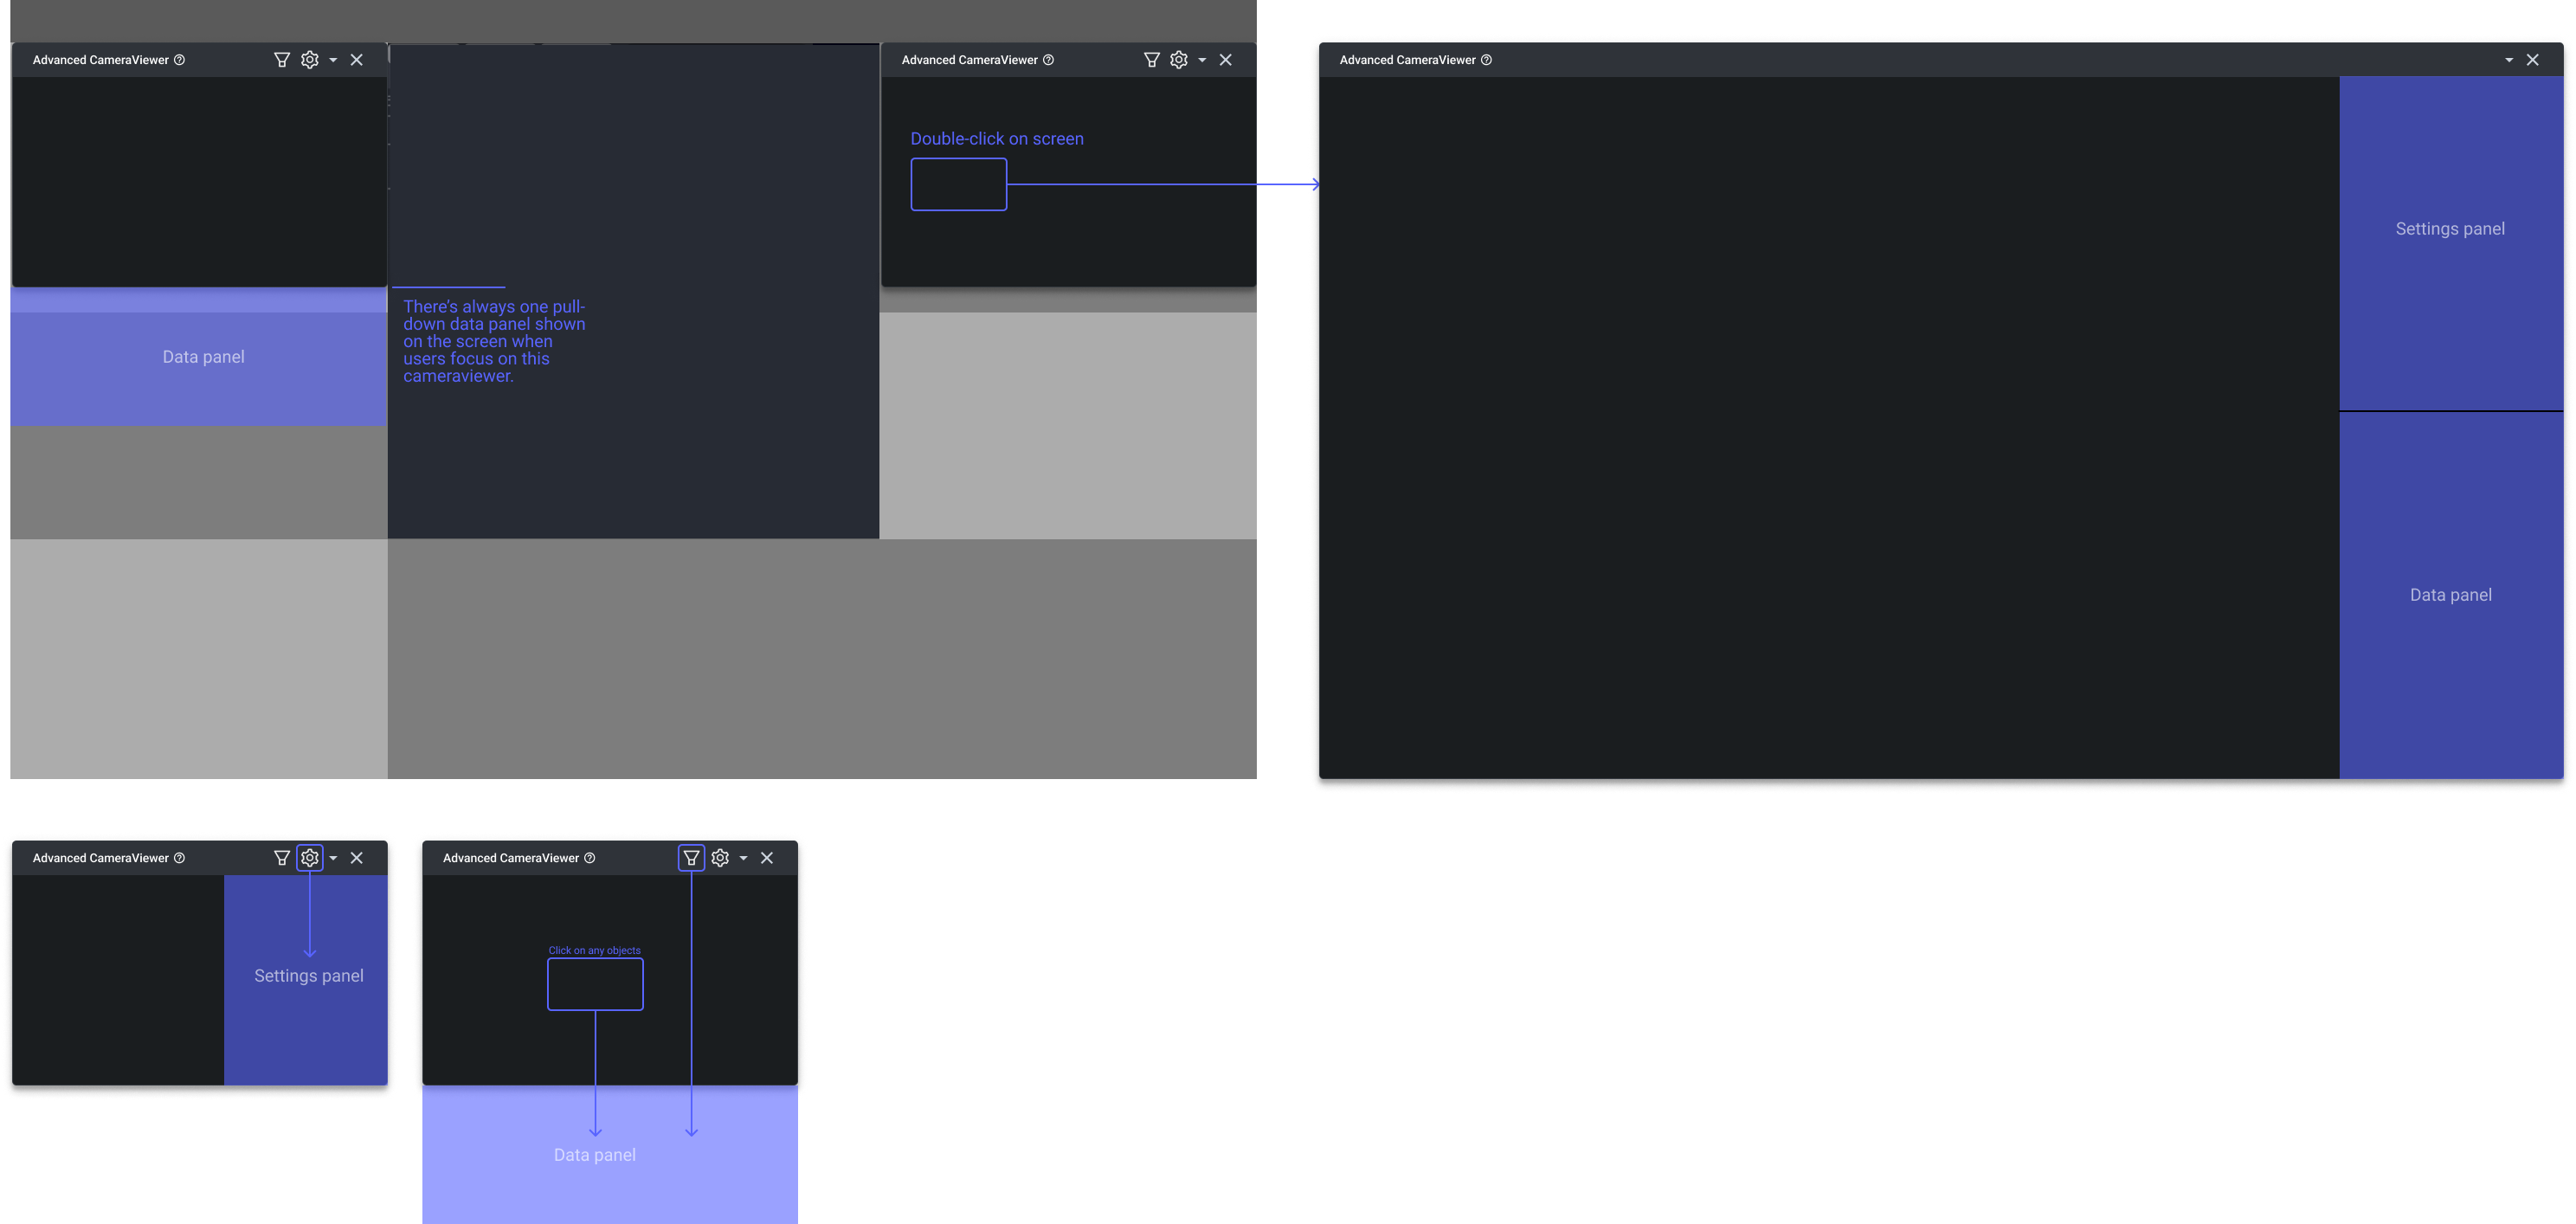 Advanced CameraViewer
Advanced CameraViewer
Advanced CameraViewer
Double-click on screen
Settings panel
There's always one pull-
down data panel shown
on the screen when
users focus on this
cameraviewer.
Data panel
Data panel
Advanced CameraViewer
Advanced CameraViewer
Click on any objects
Settings panel
Data panel